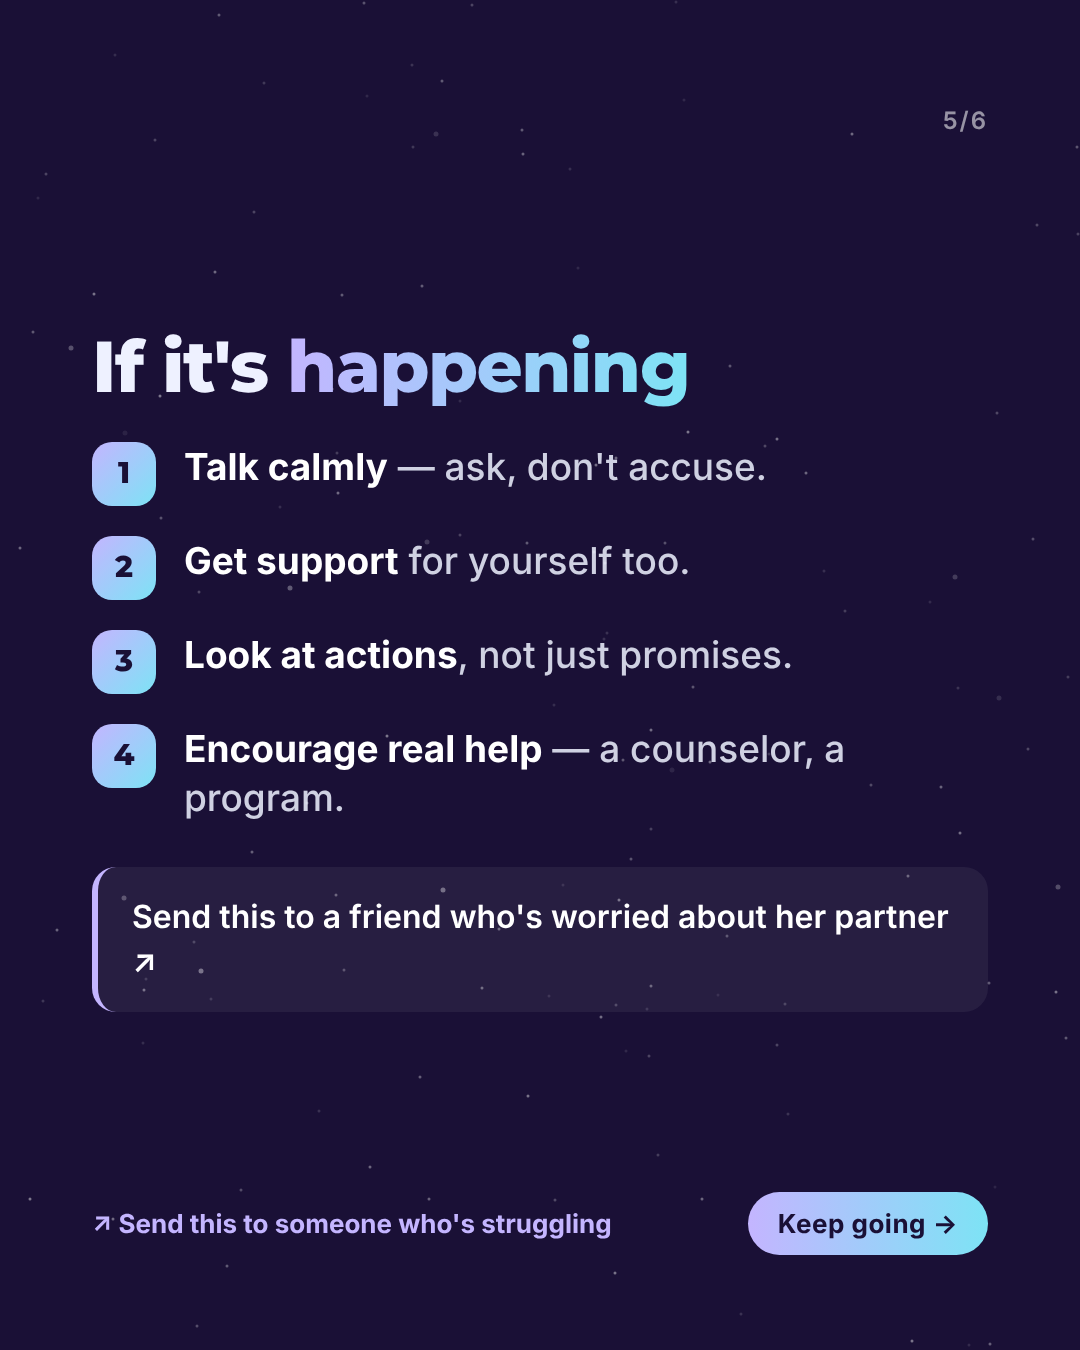 5/6
If it's happening
1 Talk calmly — ask, don't accuse.
2 Get support for yourself too.
3 Look at actions, not just promises.
4 Encourage real help — a counselor, a
program.
Send this to a friend who's worried about her partner
↗
↗ Send this to someone who's struggling
Keep going →